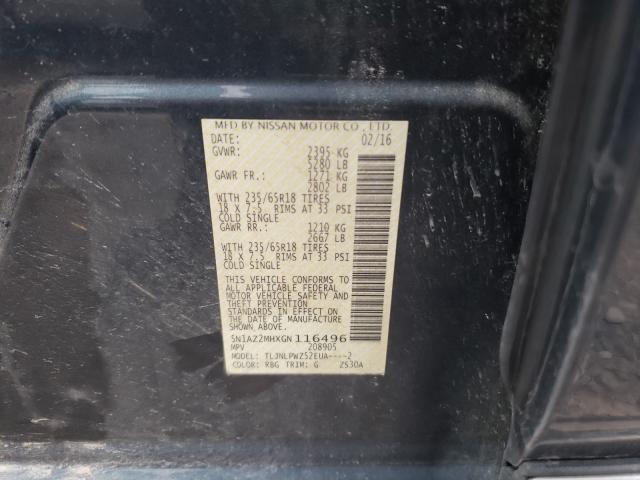 MFD BY NISSAN MOTOR CO., LTD.
DATE: 02/16
GVWR: 2395 KG
5280 LB
GAWR FR.: 1271 KG
2802 LB
WITH 235/65R18 TIRES
18 X 7.5 RIMS AT 33 PSI
COLD SINGLE
GAWR RR.: 1210 KG
2667 LB
WITH 235/65R18 TIRES
18 X 7.5 RIMS AT 33 PSI
COLD SINGLE
THIS VEHICLE CONFORMS TO
ALL APPLICABLE FEDERAL
MOTOR VEHICLE SAFETY AND
THEFT PREVENTION
STANDARDS IN EFFECT ON
THE DATE OF MANUFACTURE
SHOWN ABOVE.
5N1AZ2MHXGN116496
MPV 208905
MODEL: TLJNLPWZ52EUA----2
COLOR: RBG TRIM: G Z530A